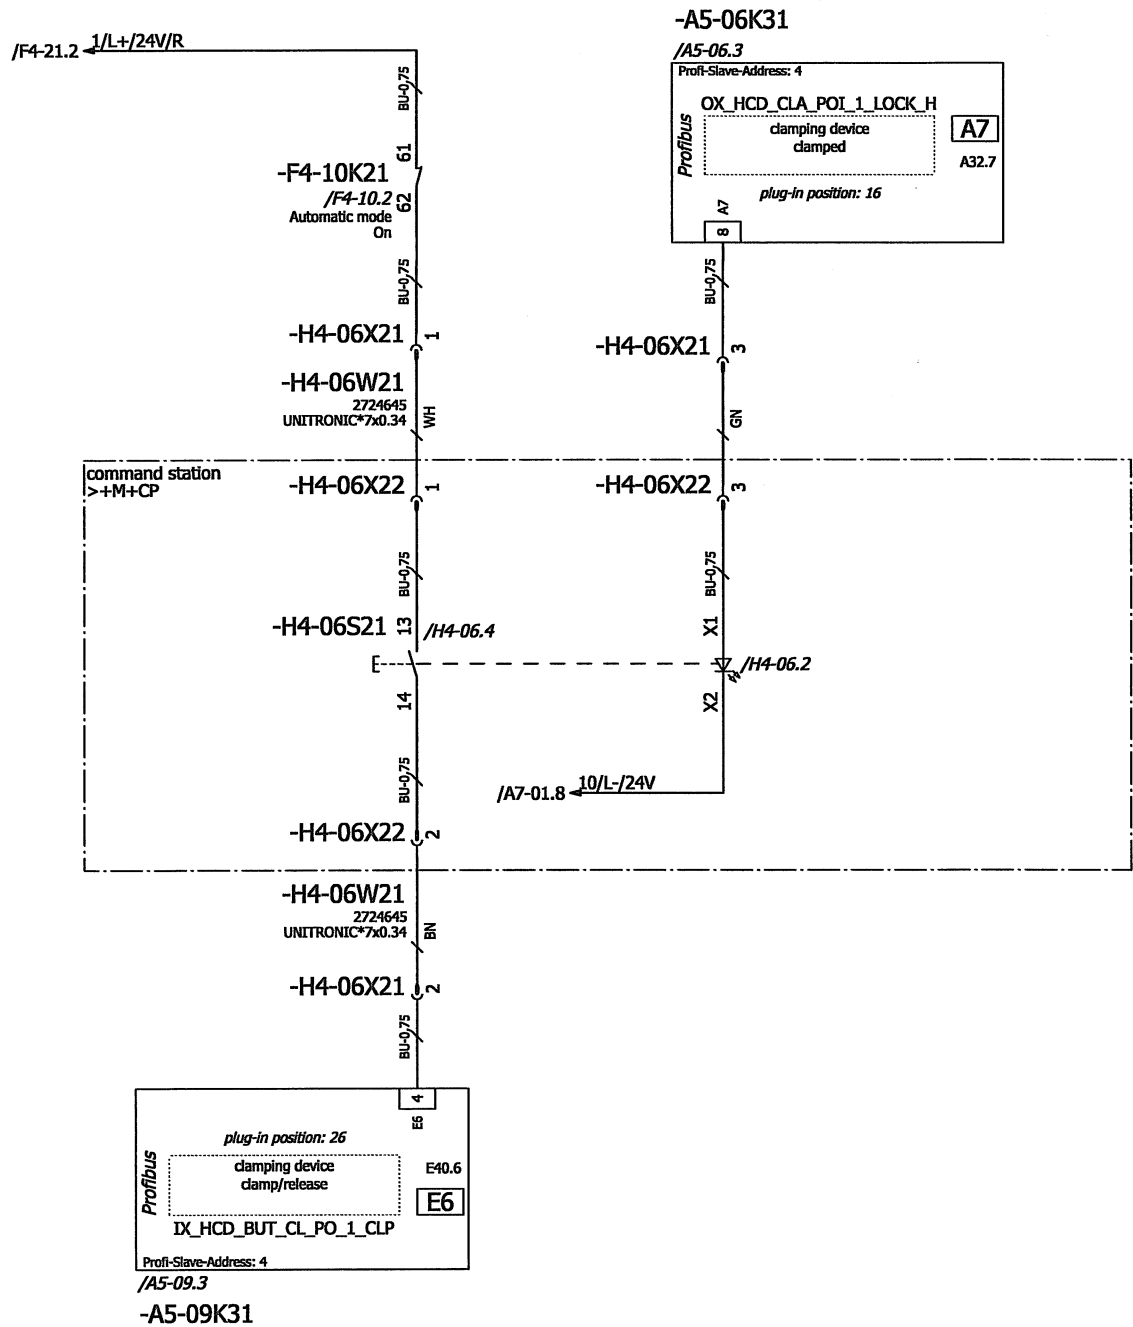 -A5-06K31
/A5-06.3
/F4-21.2
1/L+/24V/R
Profi-Slave-Address: 4
OX_HCD_CLA_POI_1_LOCK_H
Profibus
clamping device
clamped
A7
A32.7
plug-in position: 16
A7
8
BU-0,75
61
-F4-10K21
/F4-10.2
62
Automatic mode
On
BU-0,75
BU-0,75
-H4-06X21
1
-H4-06X21
3
-H4-06W21
2724645
UNITRONIC*7x0.34
WH
GN
command station
>+M+CP
-H4-06X22
1
-H4-06X22
3
BU-0,75
BU-0,75
-H4-06S21
13
/H4-06.4
X1
/H4-06.2
14
X2
BU-0,75
/A7-01.8
10/L-/24V
-H4-06X22
2
-H4-06W21
2724645
UNITRONIC*7x0.34
BN
-H4-06X21
2
BU-0,75
4
E6
plug-in position: 26
Profibus
clamping device
clamp/release
E40.6
E6
IX_HCD_BUT_CL_PO_1_CLP
Profi-Slave-Address: 4
/A5-09.3
-A5-09K31